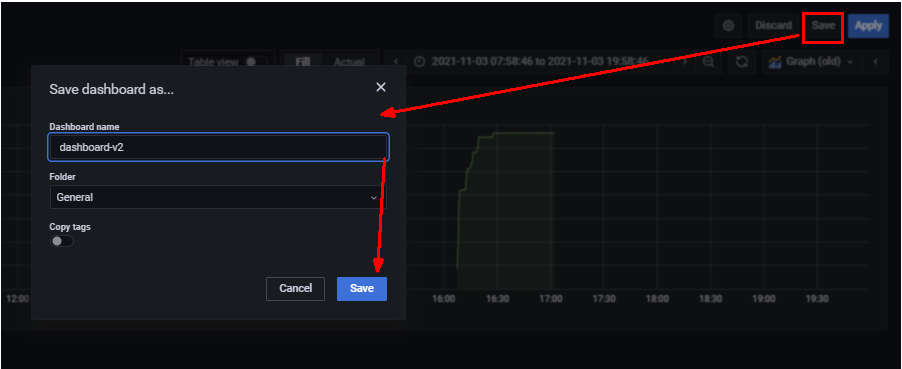 Discard Save Apply
Table view Fill Actual 2021-11-03 07:58:46 to 2021-11-03 19:58:46 Graph (old)
Save dashboard as...
Dashboard name
dashboard-v2
Folder
General
Copy tags
Cancel Save
12:00 16:00 16:30 17:00 17:30 18:00 18:30 19:00 19:30